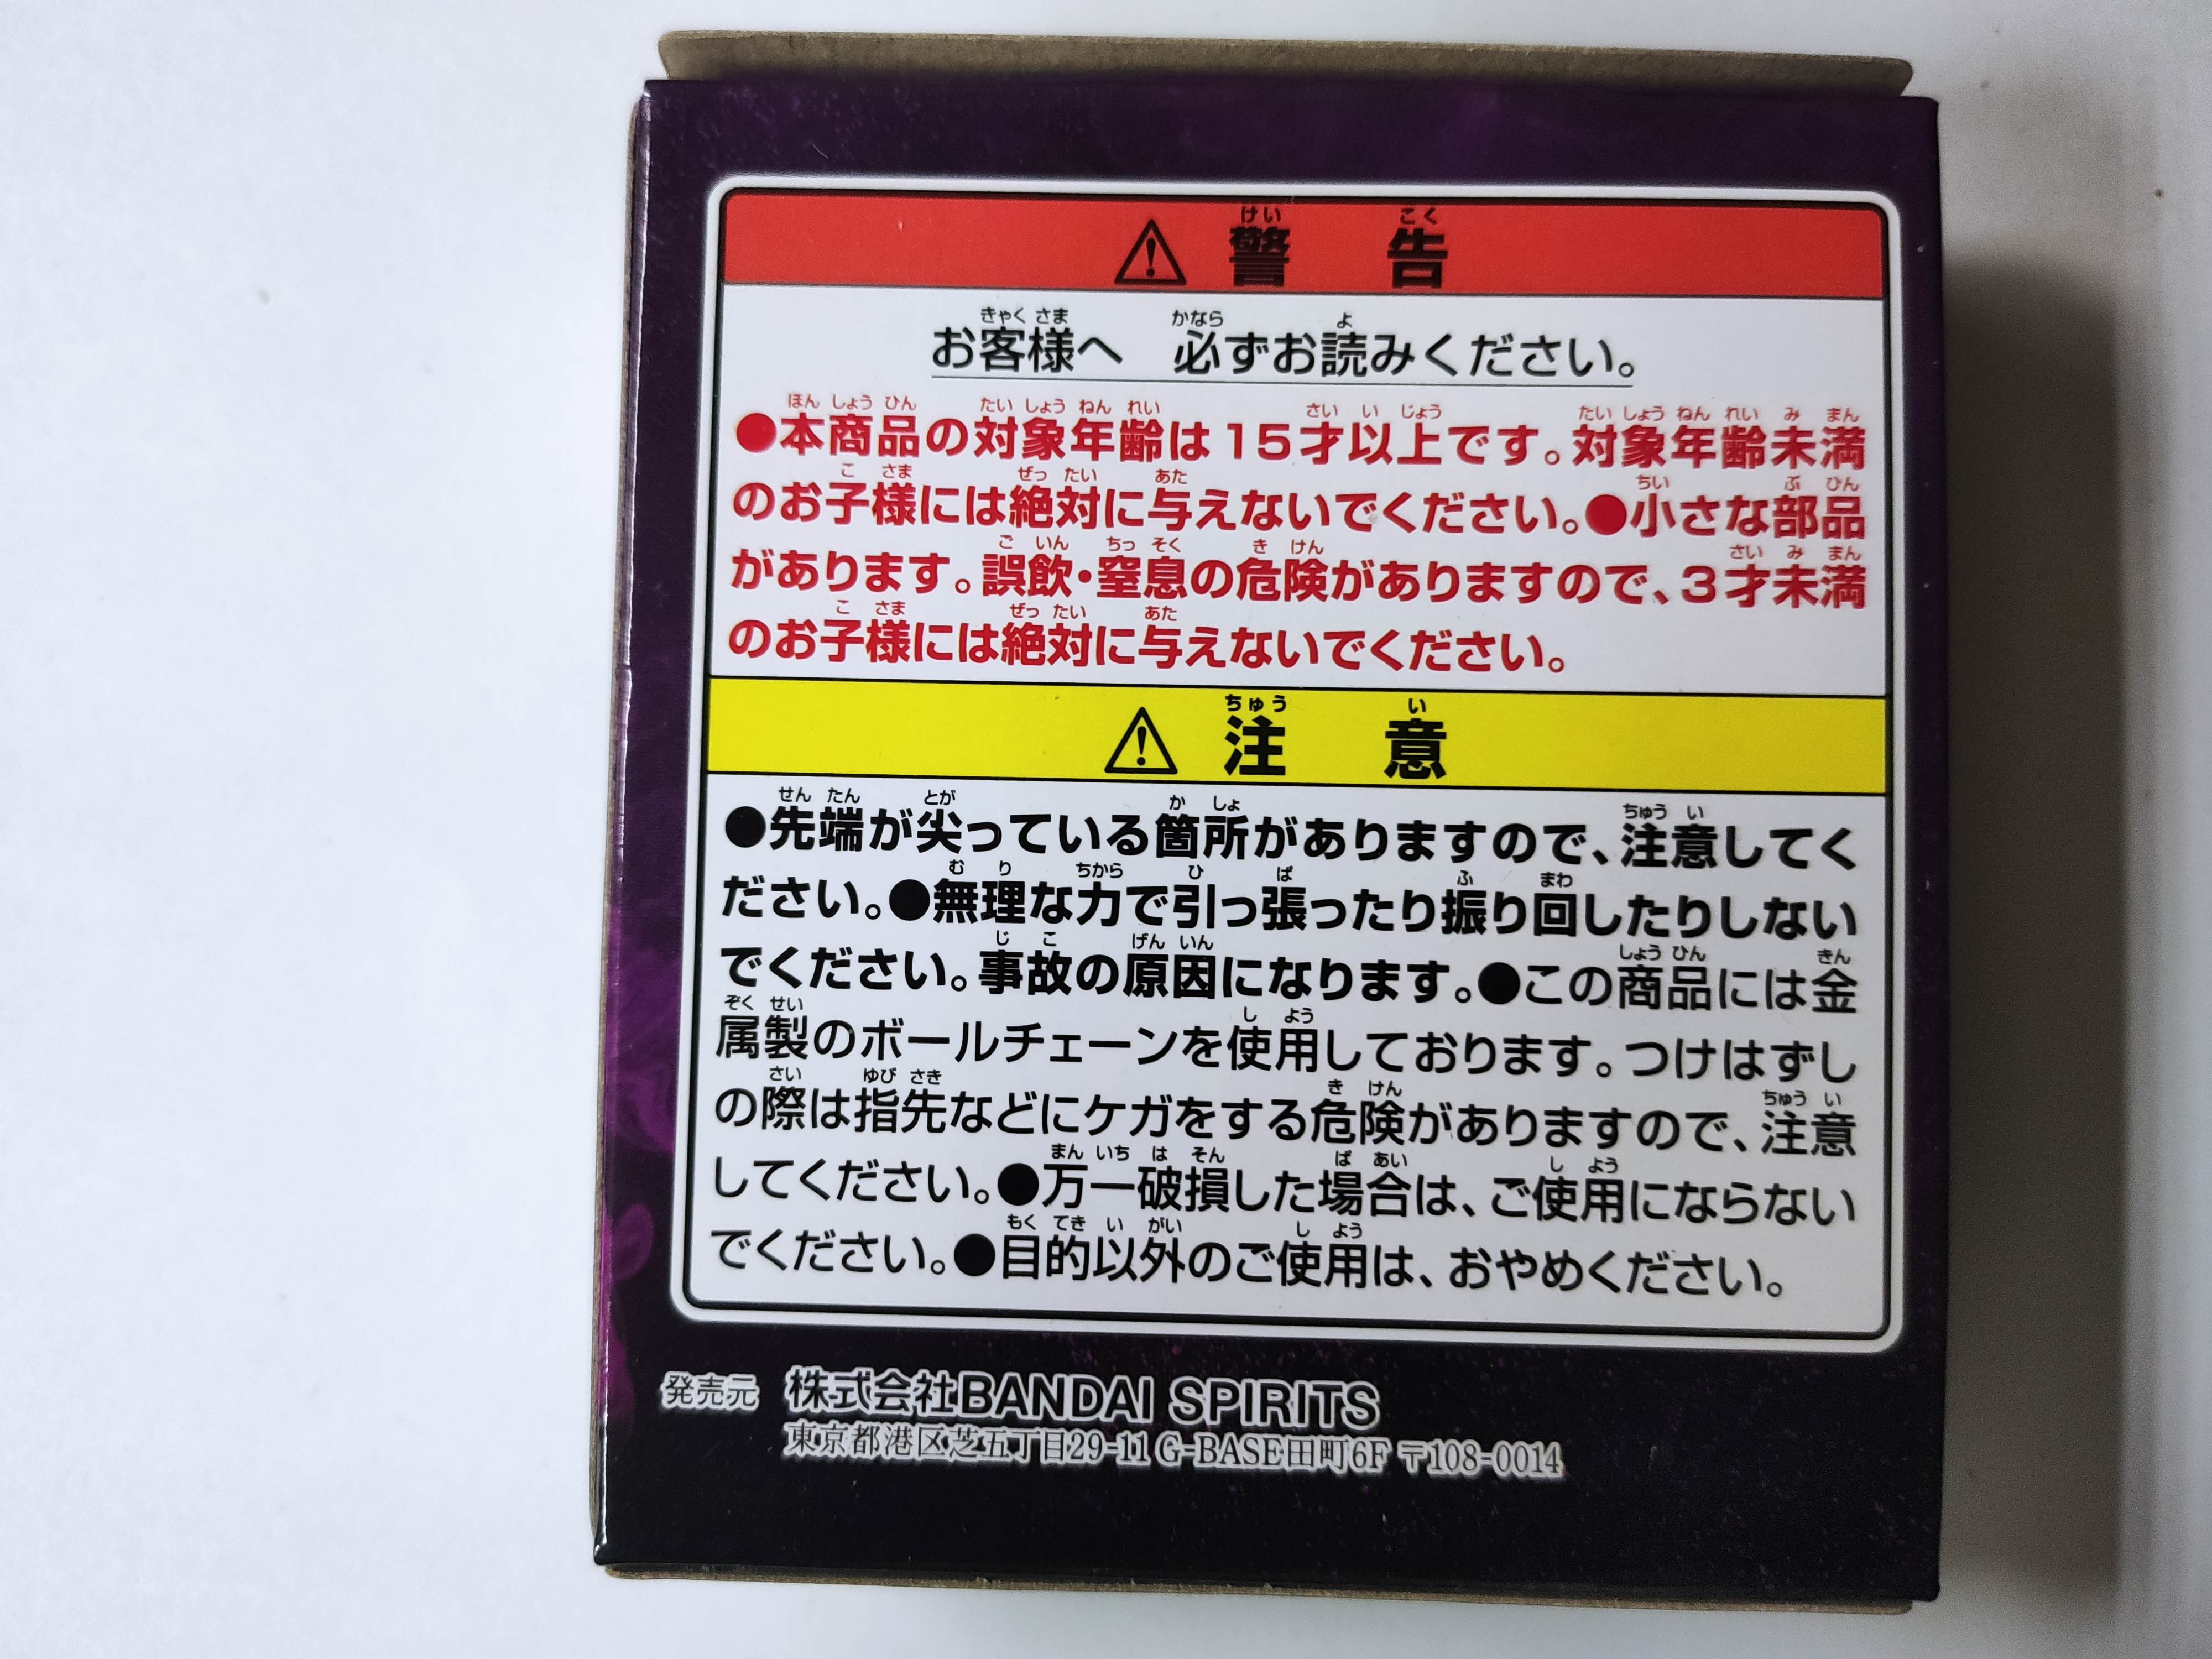 警告
お客様へ 必ずお読みください。
●本商品の対象年齢は15才以上です。対象年齢未満
のお子様には絶対に与えないでください。●小さな部品
があります。誤飲・窒息の危険がありますので、3才未満
のお子様には絶対に与えないでください。
注意
●先端が尖っている箇所がありますので、注意してく
ださい。●無理な力で引っ張ったり振り回したりしない
でください。事故の原因になります。●この商品には金
属製のボールチェーンを使用しております。つけはずし
の際は指先などにケガをする危険がありますので、注意
してください。●万一破損した場合は、ご使用にならない
でください。●目的以外のご使用は、おやめください。
発売元 株式会社BANDAI SPIRITS
東京都港区芝五丁目29-11 G-BASE田町6F 〒108-0014